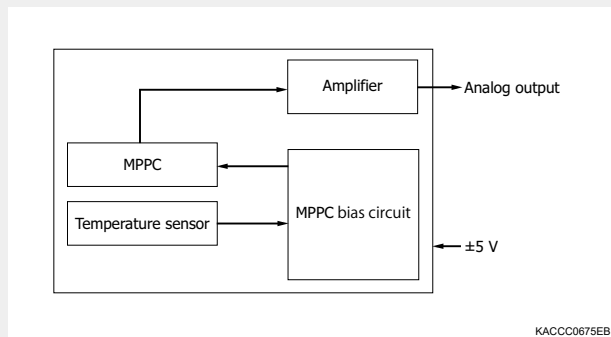 Amplifier
Analog output
MPPC
MPPC bias circuit
Temperature sensor
±5 V
KACCC0675EB